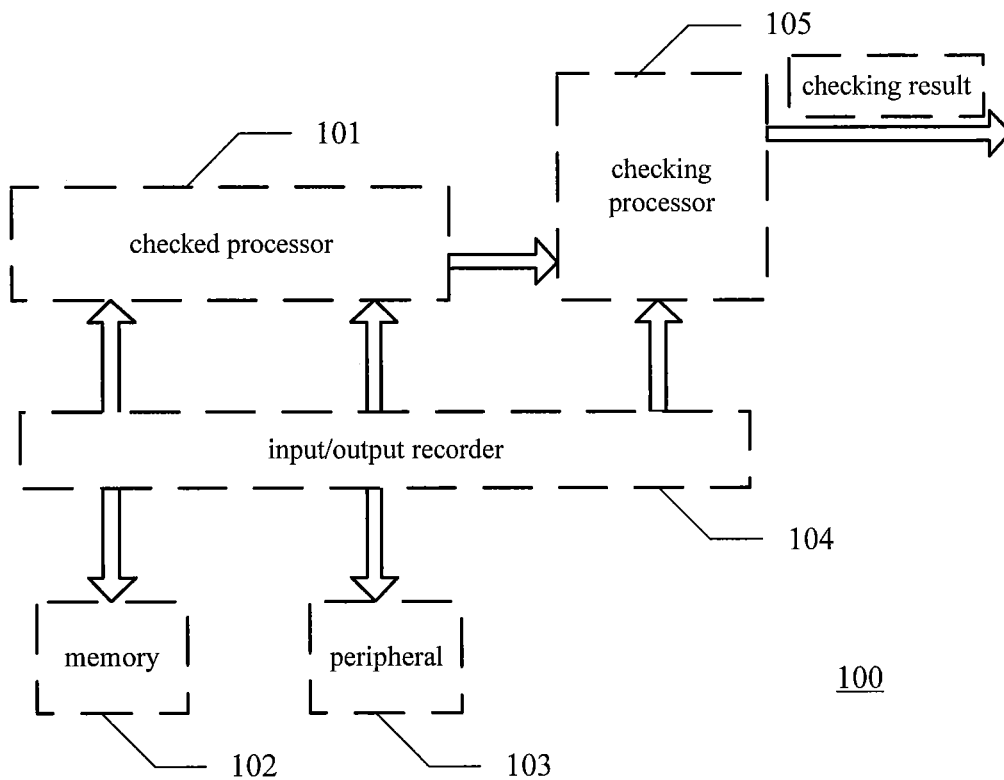 105
checking result
101
checking
processor
checked processor
input/output recorder
104
memory
peripheral
100
102
103